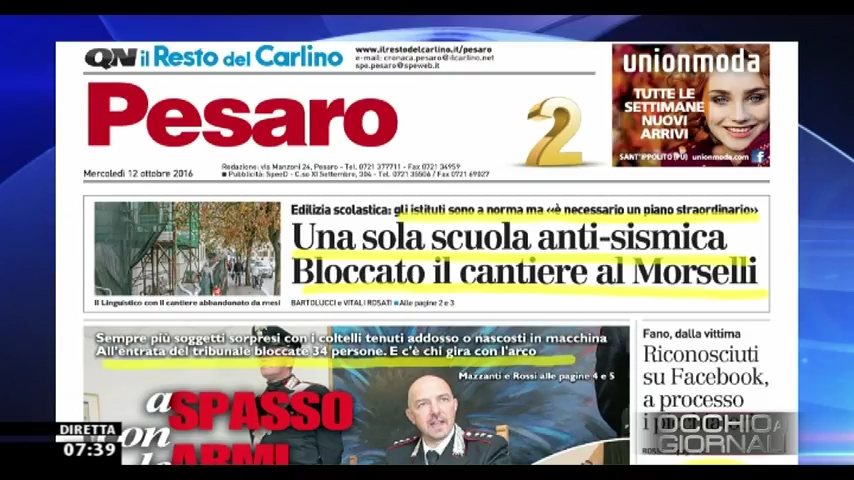 QN il Resto del Carlino
www.ilrestodelcarlino.it/pesaro
e-mail: cronaca.pesaro@ilcarlino.net
spe.pesaro@speweb.it
Pesaro
2
Mercoledì 12 ottobre 2016
Redazione: via Manzoni 24, Pesaro - Tel. 0721 377711 - Fax 0721 34959
Pubblicità: SpeeD - C.so XI Settembre, 304 - Tel. 0721 35506 / Fax 0721 69027
unionmoda
TUTTE LE
SETTIMANE
NUOVI
ARRIVI
SANT'IPPOLITO (PU) unionmoda.com f
Edilizia scolastica: gli istituti sono a norma ma «è necessario un piano straordinario»
Una sola scuola anti-sismica
Bloccato il cantiere al Morselli
Il Linguistico con il cantiere abbandonato da mesi
BARTOLUCCI e VITALI ROSATI Alle pagine 2 e 3
Sempre più soggetti sorpresi con i coltelli tenuti addosso o nascosti in macchina
All'entrata del tribunale bloccate 34 persone. E c'è chi gira con l'arco
Mazzanti e Rossi alle pagine 4 e 5
a SPASSO
con le
ARMI
Fano, dalla vittima
Riconosciuti
su Facebook,
a processo
DIRETTA
07:39
OCCHIO AI
GIORNALI